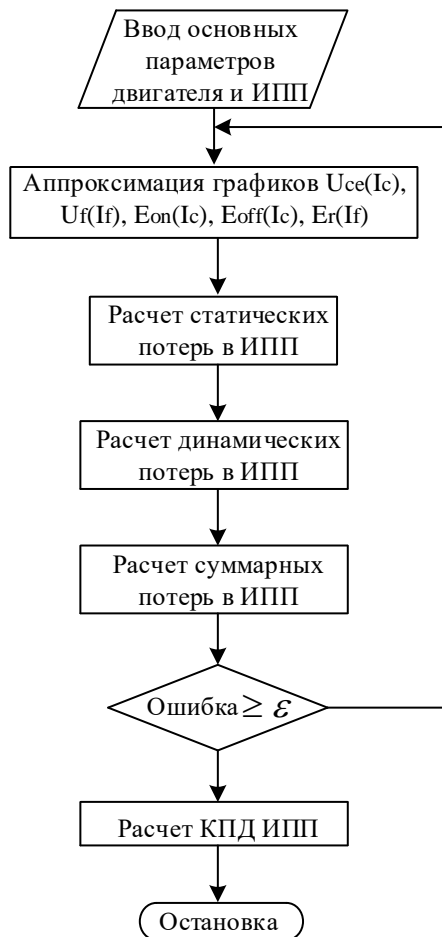 Ввод основных
параметров
двигателя и ИПП
Аппроксимация графиков Uce(Ic),
Uf(If), Eon(Ic), Eoff(Ic), Er(If)
Расчет статических
потерь в ИПП
Расчет динамических
потерь в ИПП
Расчет суммарных
потерь в ИПП
Ошибка ≥ ε
Расчет КПД ИПП
Остановка